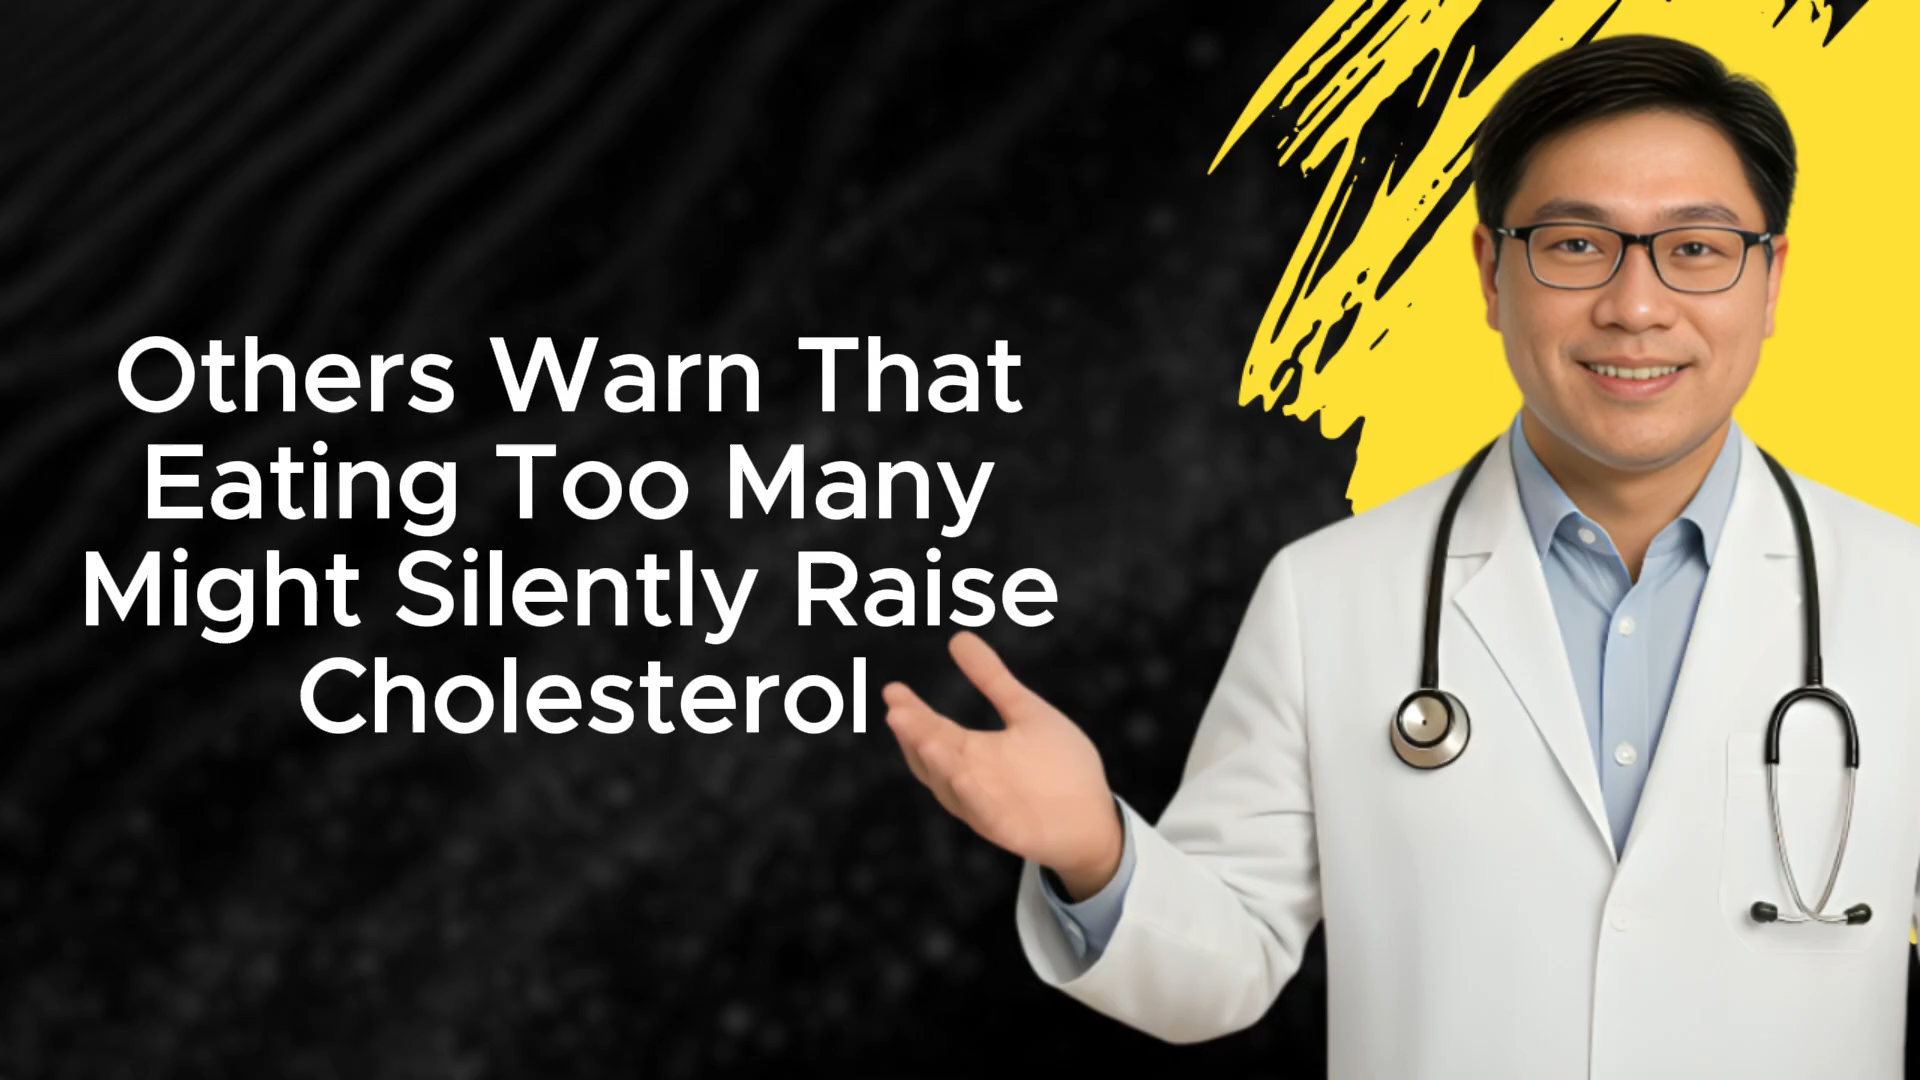 Others Warn That
Eating Too Many
Might Silently Raise
Cholesterol